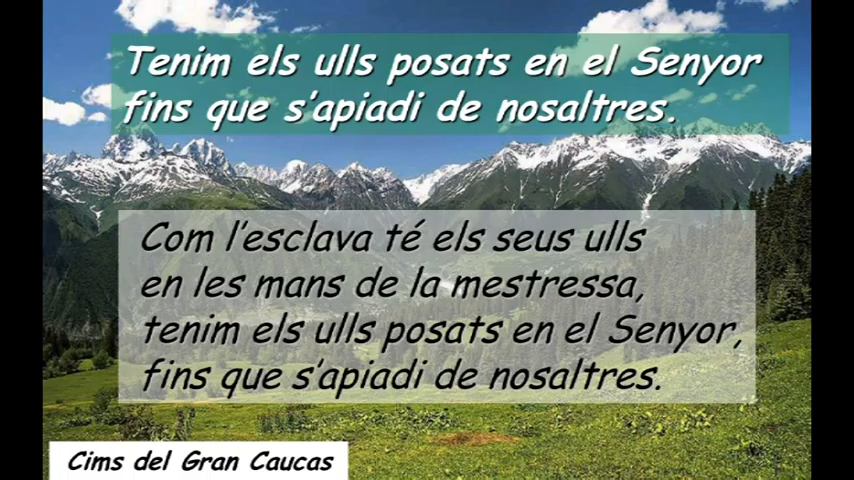 Tenim els ulls posats en el Senyor
fins que s’apiadi de nosaltres.
Com l’esclava té els seus ulls
en les mans de la mestressa,
tenim els ulls posats en el Senyor,
fins que s’apiadi de nosaltres.
Cims del Gran Caucas